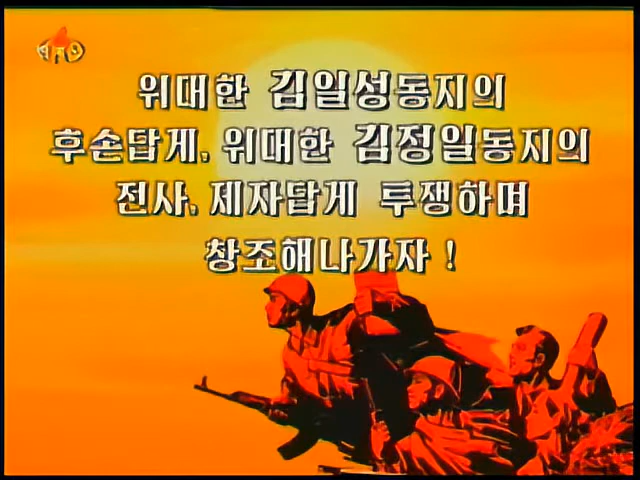 위대한 김일성동지의
후손답게, 위대한 김정일동지의
전사, 제자답게 투쟁하며
창조해나가자 !